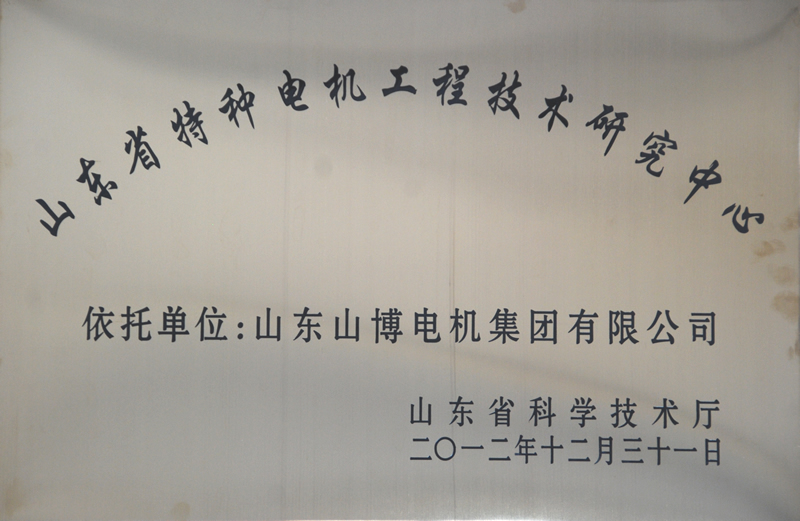 山东省特种电机工程技术研究中心
依托单位:山东山博电机集团有限公司
山东省科学技术厅
二〇一二年十二月三十一日